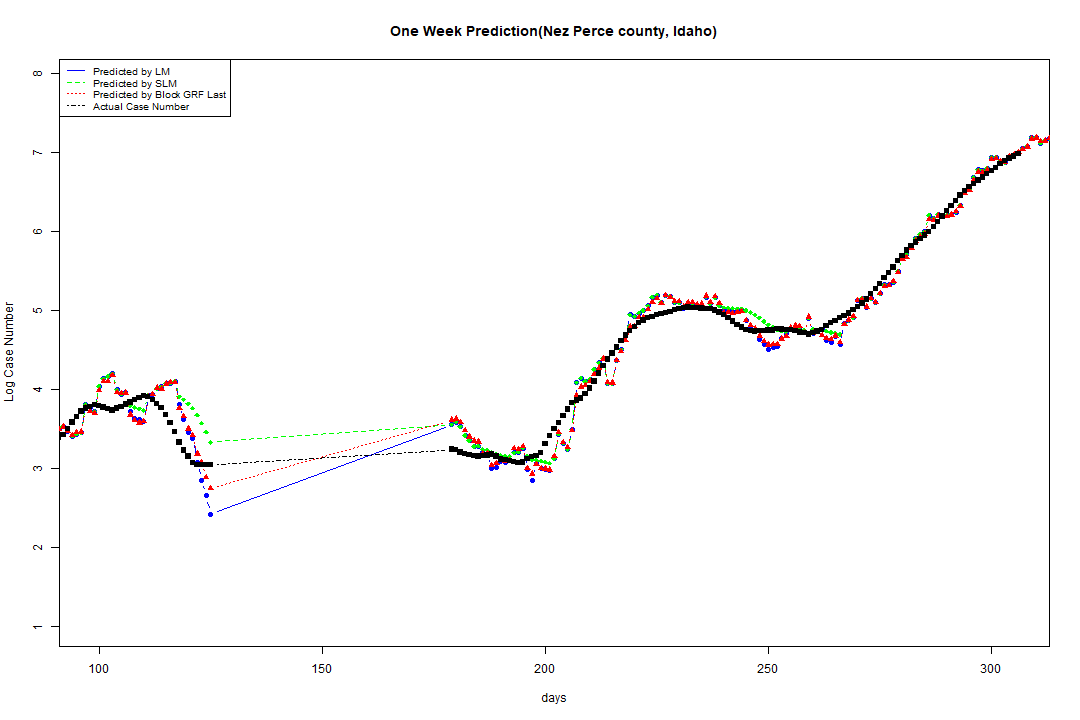 One Week Prediction(Nez Perce county, Idaho)
Predicted by LM
Predicted by SLM
Predicted by Block GRF Last
Actual Case Number
8
7
6
5
4
3
2
1
Log Case Number
100 150 200 250 300
days